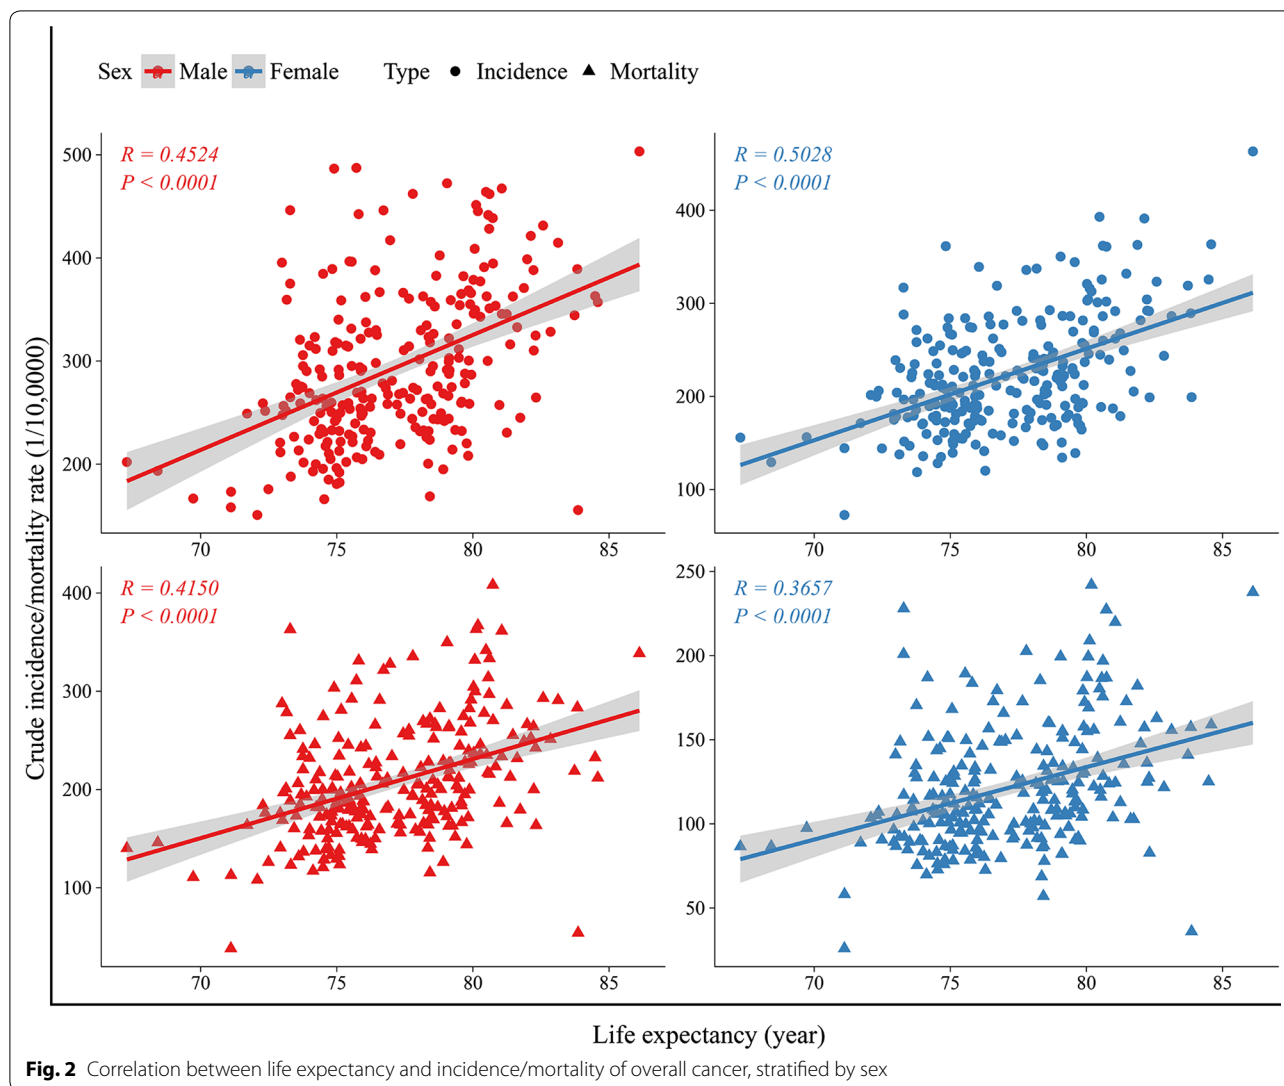 Sex Male Female Type Incidence Mortality
R = 0.4524
P < 0.0001
500
400
300
200
70 75 80 85
R = 0.5028
P < 0.0001
400
300
200
100
70 75 80 85
R = 0.4150
P < 0.0001
400
300
200
100
70 75 80 85
R = 0.3657
P < 0.0001
250
200
150
100
50
70 75 80 85
Crude incidence/mortality rate (1/10,0000)
Life expectancy (year)
Fig. 2 Correlation between life expectancy and incidence/mortality of overall cancer, stratified by sex